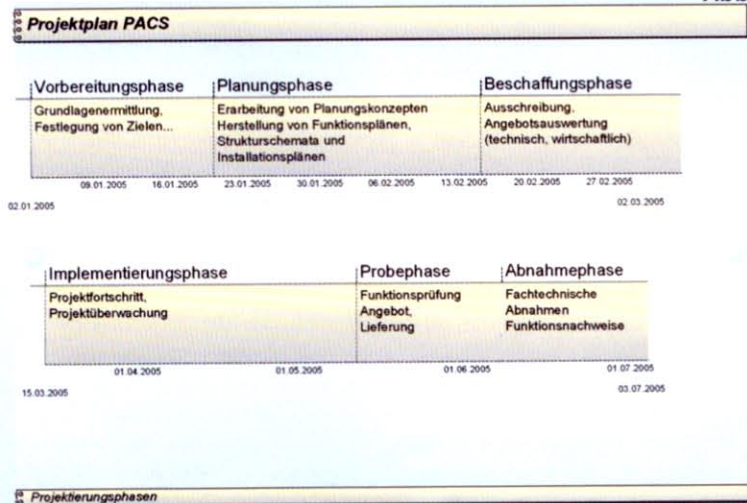 Projektplan PACS
Vorbereitungsphase
Grundlagenermittlung,
Festlegung von Zielen...
Planungsphase
Erarbeitung von Planungskonzepten
Herstellung von Funktionsplänen,
Strukturschemata und
Installationsplänen
Beschaffungsphase
Ausschreibung,
Angebotsauswertung
(technisch, wirtschaftlich)
09.01.2005 16.01.2005 23.01.2005 30.01.2005 06.02.2005 13.02.2005 20.02.2005 27.02.2005
02.01.2005 02.03.2005
Implementierungsphase
Projektfortschritt,
Projektüberwachung
Probephase
Funktionsprüfung
Angebot,
Lieferung
Abnahmephase
Fachtechnische
Abnahmen
Funktionsnachweise
01.04.2005 01.05.2005 01.06.2005 01.07.2005
15.03.2005 03.07.2005
Projektierungsphasen